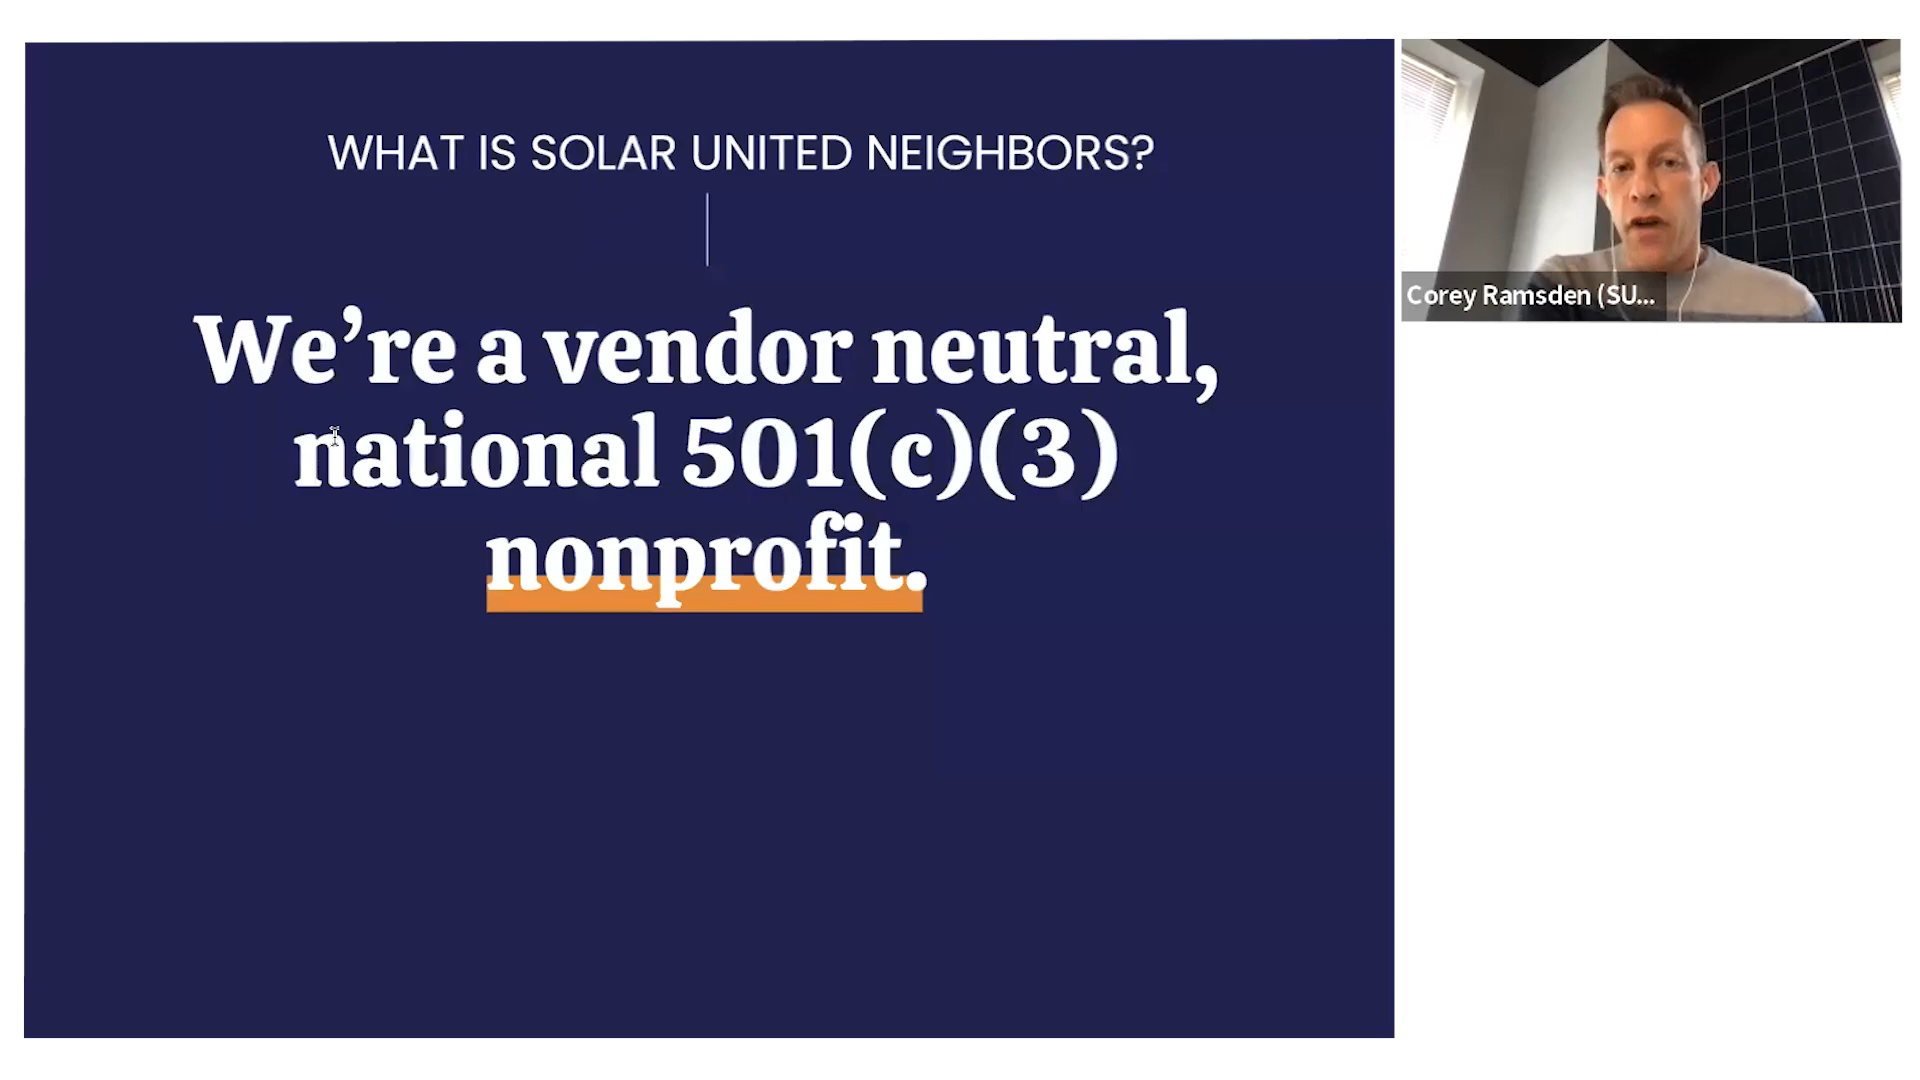 WHAT IS SOLAR UNITED NEIGHBORS?
We’re a vendor neutral,
national 501(c)(3)
nonprofit.
Corey Ramsden (SU...